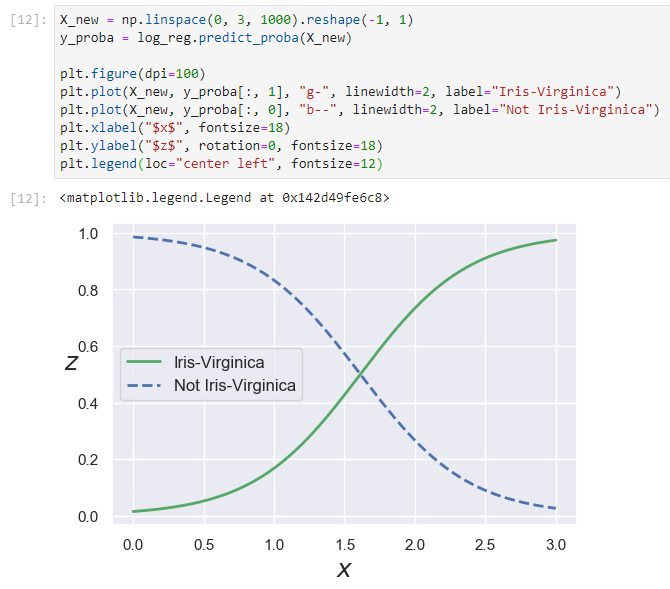 [12]: X_new = np.linspace(0, 3, 1000).reshape(-1, 1)
y_proba = log_reg.predict_proba(X_new)
plt.figure(dpi=100)
plt.plot(X_new, y_proba[:, 1], "g-", linewidth=2, label="Iris-Virginica")
plt.plot(X_new, y_proba[:, 0], "b--", linewidth=2, label="Not Iris-Virginica")
plt.xlabel("$x$", fontsize=18)
plt.ylabel("$z$", rotation=0, fontsize=18)
plt.legend(loc="center left", fontsize=12)
[12]: <matplotlib.legend.Legend at 0x142d49fe6c8>
1.0
0.8
0.6
z
Iris-Virginica
Not Iris-Virginica
0.4
0.2
0.0
0.0 0.5 1.0 1.5 2.0 2.5 3.0
x